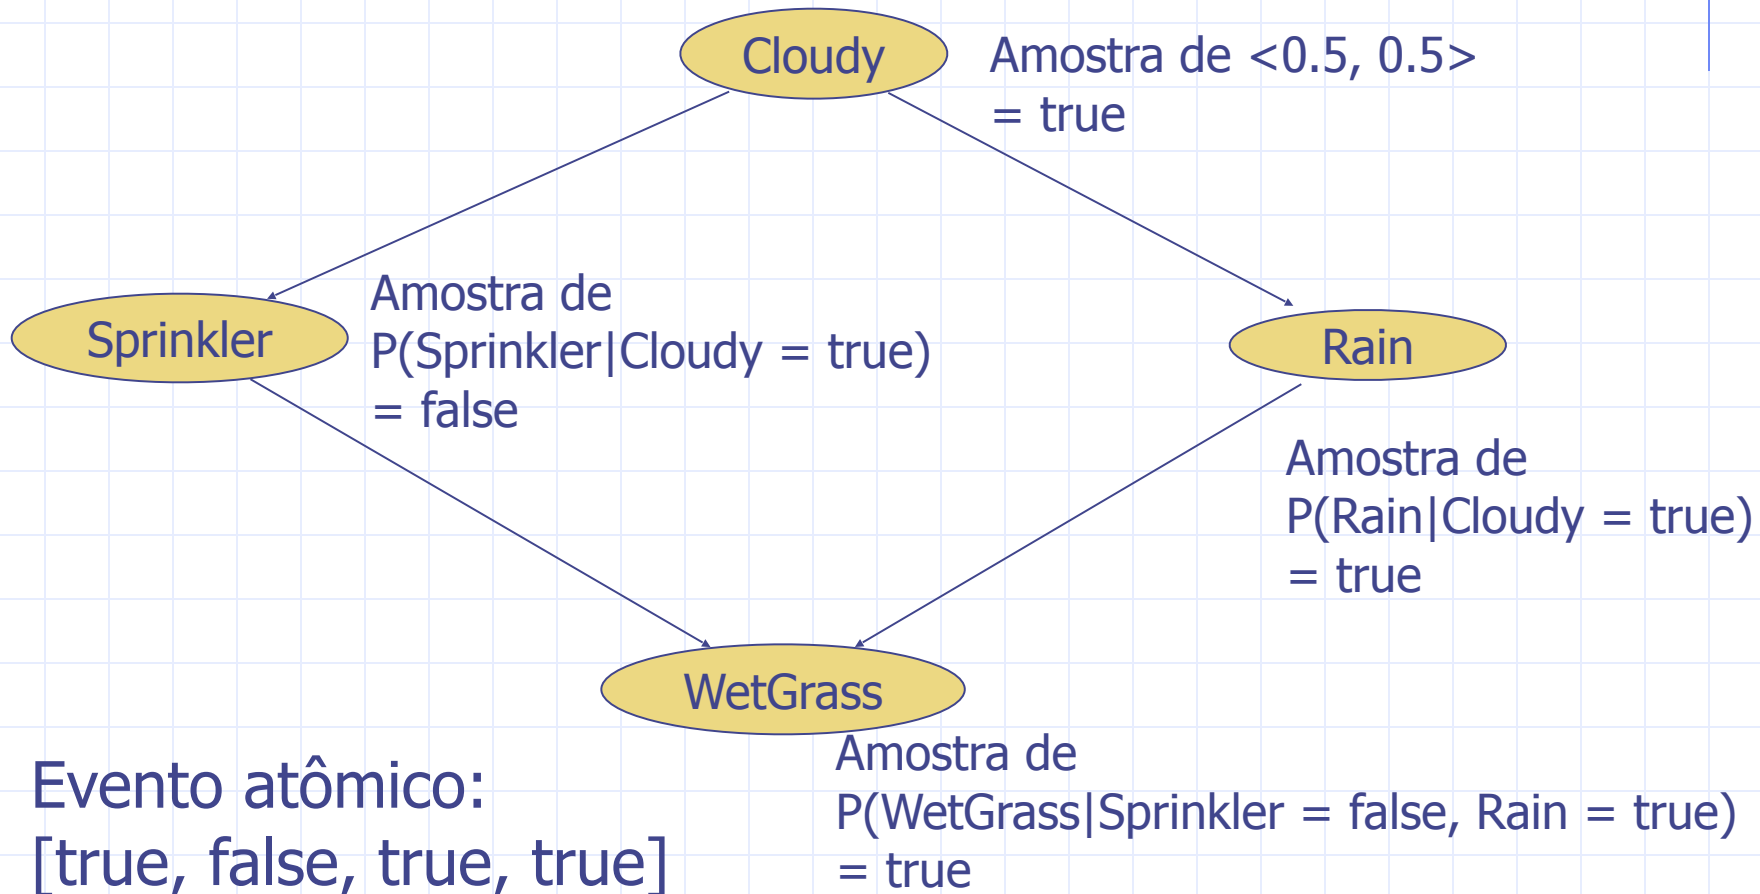 Cloudy
Amostra de <0.5, 0.5>
= true
Sprinkler
Amostra de
P(Sprinkler|Cloudy = true)
= false
Rain
Amostra de
P(Rain|Cloudy = true)
= true
WetGrass
Amostra de
P(WetGrass|Sprinkler = false, Rain = true)
= true
Evento atômico:
[true, false, true, true]